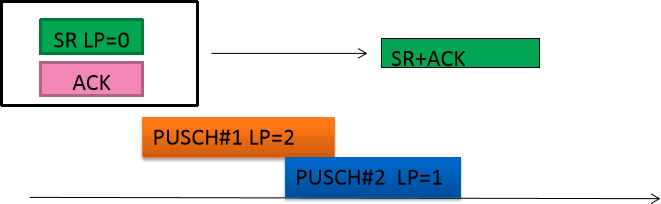 SR LP=0
SR+ACK
ACK
PUSCH#1 LP=2
PUSCH#2  LP=1